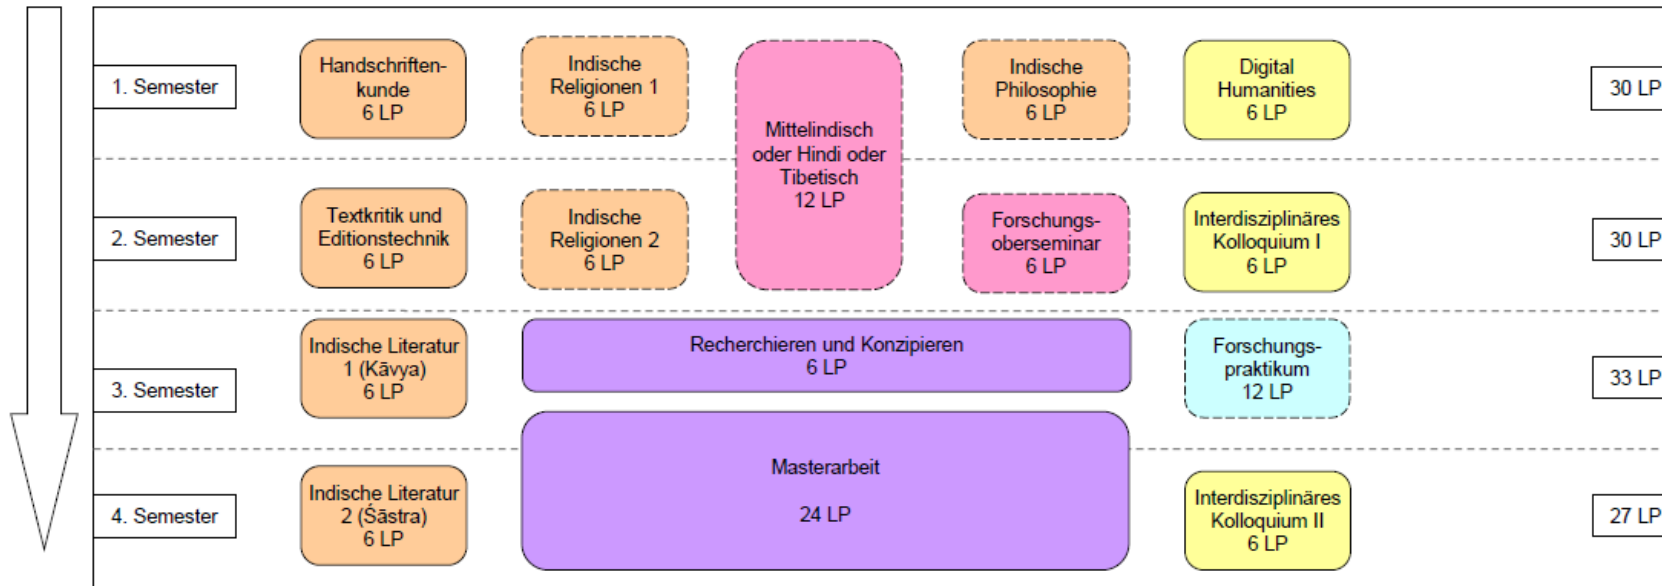 1. Semester
Handschriften-
kunde
6 LP
Indische
Religionen 1
6 LP
Mittelindisch
oder Hindi oder
Tibetisch
12 LP
Indische
Philosophie
6 LP
Digital
Humanities
6 LP
30 LP
2. Semester
Textkritik und
Editionstechnik
6 LP
Indische
Religionen 2
6 LP
Forschungs-
oberseminar
6 LP
Interdisziplinäres
Kolloquium I
6 LP
30 LP
3. Semester
Indische Literatur
1 (Kāvya)
6 LP
Recherchieren und Konzipieren
6 LP
Forschungs-
praktikum
12 LP
33 LP
4. Semester
Indische Literatur
2 (Śāstra)
6 LP
Masterarbeit
24 LP
Interdisziplinäres
Kolloquium II
6 LP
27 LP